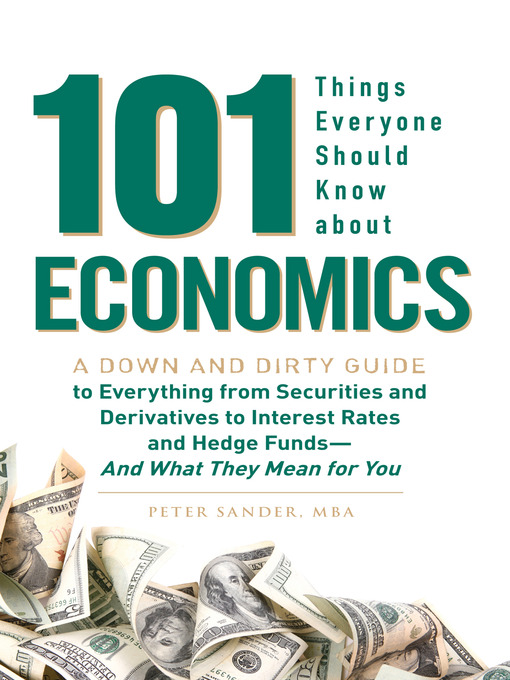 101
Things
Everyone
Should
Know
about
ECONOMICS
A DOWN AND DIRTY GUIDE
to Everything from Securities and
Derivatives to Interest Rates
and Hedge Funds—
And What They Mean for You
PETER SANDER, MBA